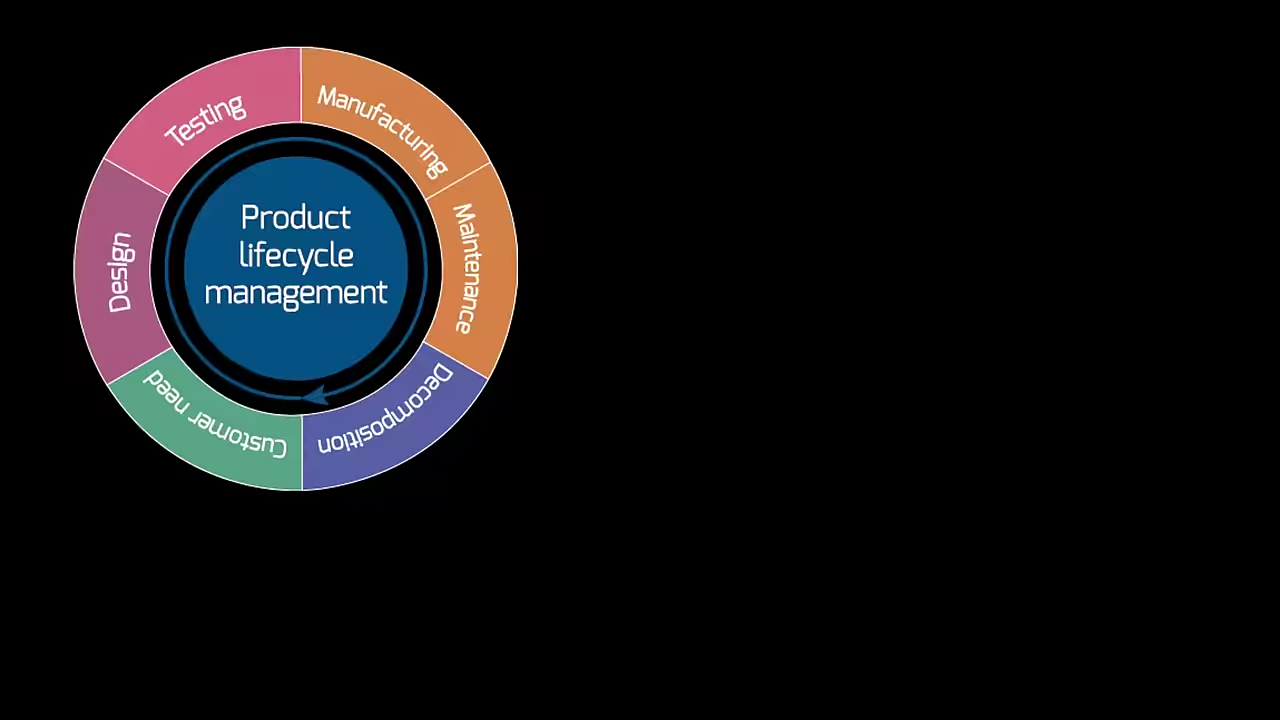 Product
lifecycle
management
Testing
Manufacturing
Maintenance
Decomposition
Customer need
Design